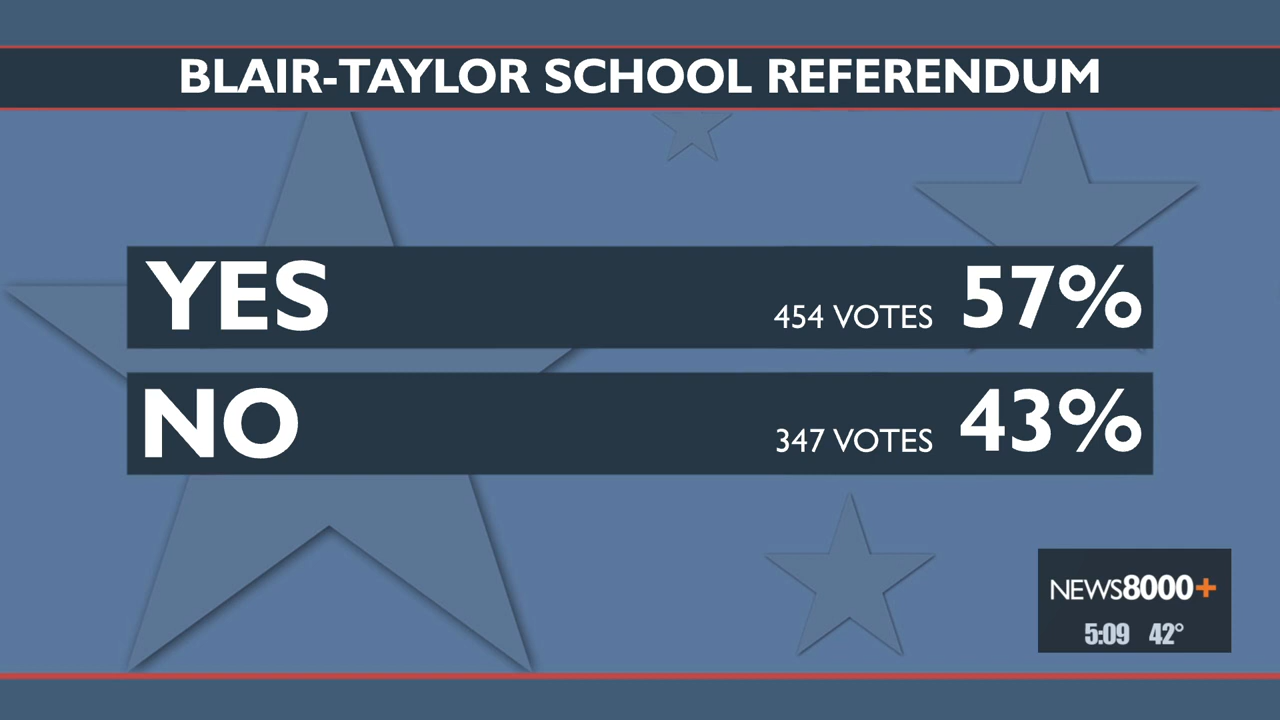 BLAIR-TAYLOR SCHOOL REFERENDUM
YES 454 VOTES 57%
NO 347 VOTES 43%
NEWS8000+
5:09 42°